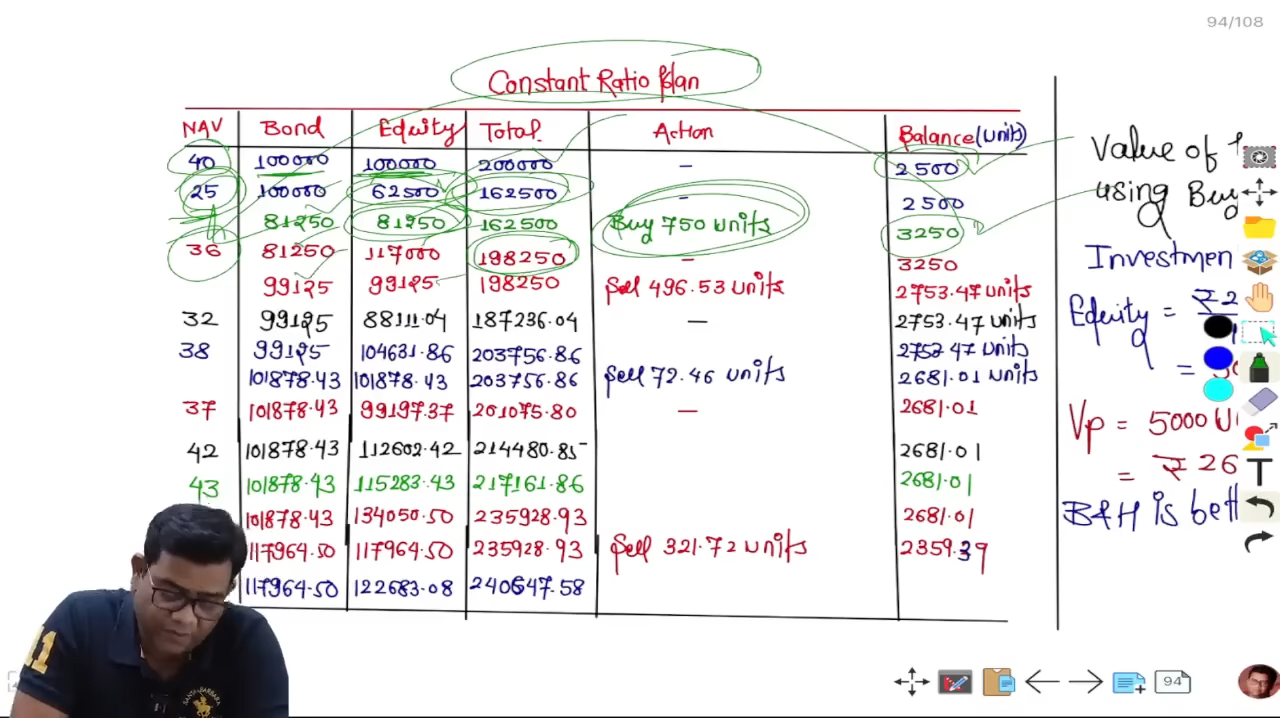 94/108
Constant Ratio Plan
NAV Bond Equity Total Action Balance (units)
40 100000 100000 200000 - 2500
25 100000 62500 162500 - 2500
81250 81250 162500 Buy 750 units 3250
36 81250 117000 198250 - 3250
99125 99125 198250 Sell 496.53 units 2753.47 units
32 99125 88111.04 187236.04 — 2753.47 units
38 99125 104631.86 203756.86 2753.47 units
101878.43 101878.43 203756.86 Sell 72.46 units 2681.01 units
37 101878.43 99197.37 201075.80 — 2681.01
42 101878.43 112602.42 214480.85 2681.01
43 101878.43 115283.43 217161.86 2681.01
101878.43 134050.50 235928.93 2681.01
117964.50 117964.50 235928.93 Sell 321.72 units 2359.39
117964.50 122683.08 240647.58
Value of
using Buy
Investmen
Equity = ₹2
=
Vp = 5000 U
= ₹26
B&H is bett
T
94
11
SANTA BARBARA